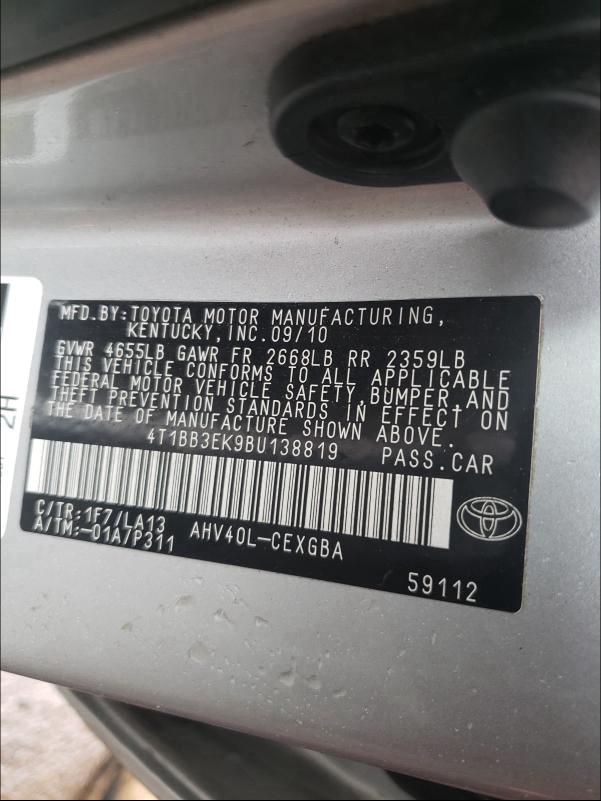 MFD.BY:TOYOTA MOTOR MANUFACTURING,
KENTUCKY,INC.09/10
GVWR 4655LB GAWR FR 2668LB RR 2359LB
THIS VEHICLE CONFORMS TO ALL APPLICABLE
FEDERAL MOTOR VEHICLE SAFETY,BUMPER,AND
THEFT PREVENTION STANDARDS IN EFFECT ON
THE DATE OF MANUFACTURE SHOWN ABOVE.
4T1BB3EK9BU138819 PASS.CAR
C/TR:1F7/LA13
A/TM:-01A/P311
AHV40L-CEXGBA
59112
2H